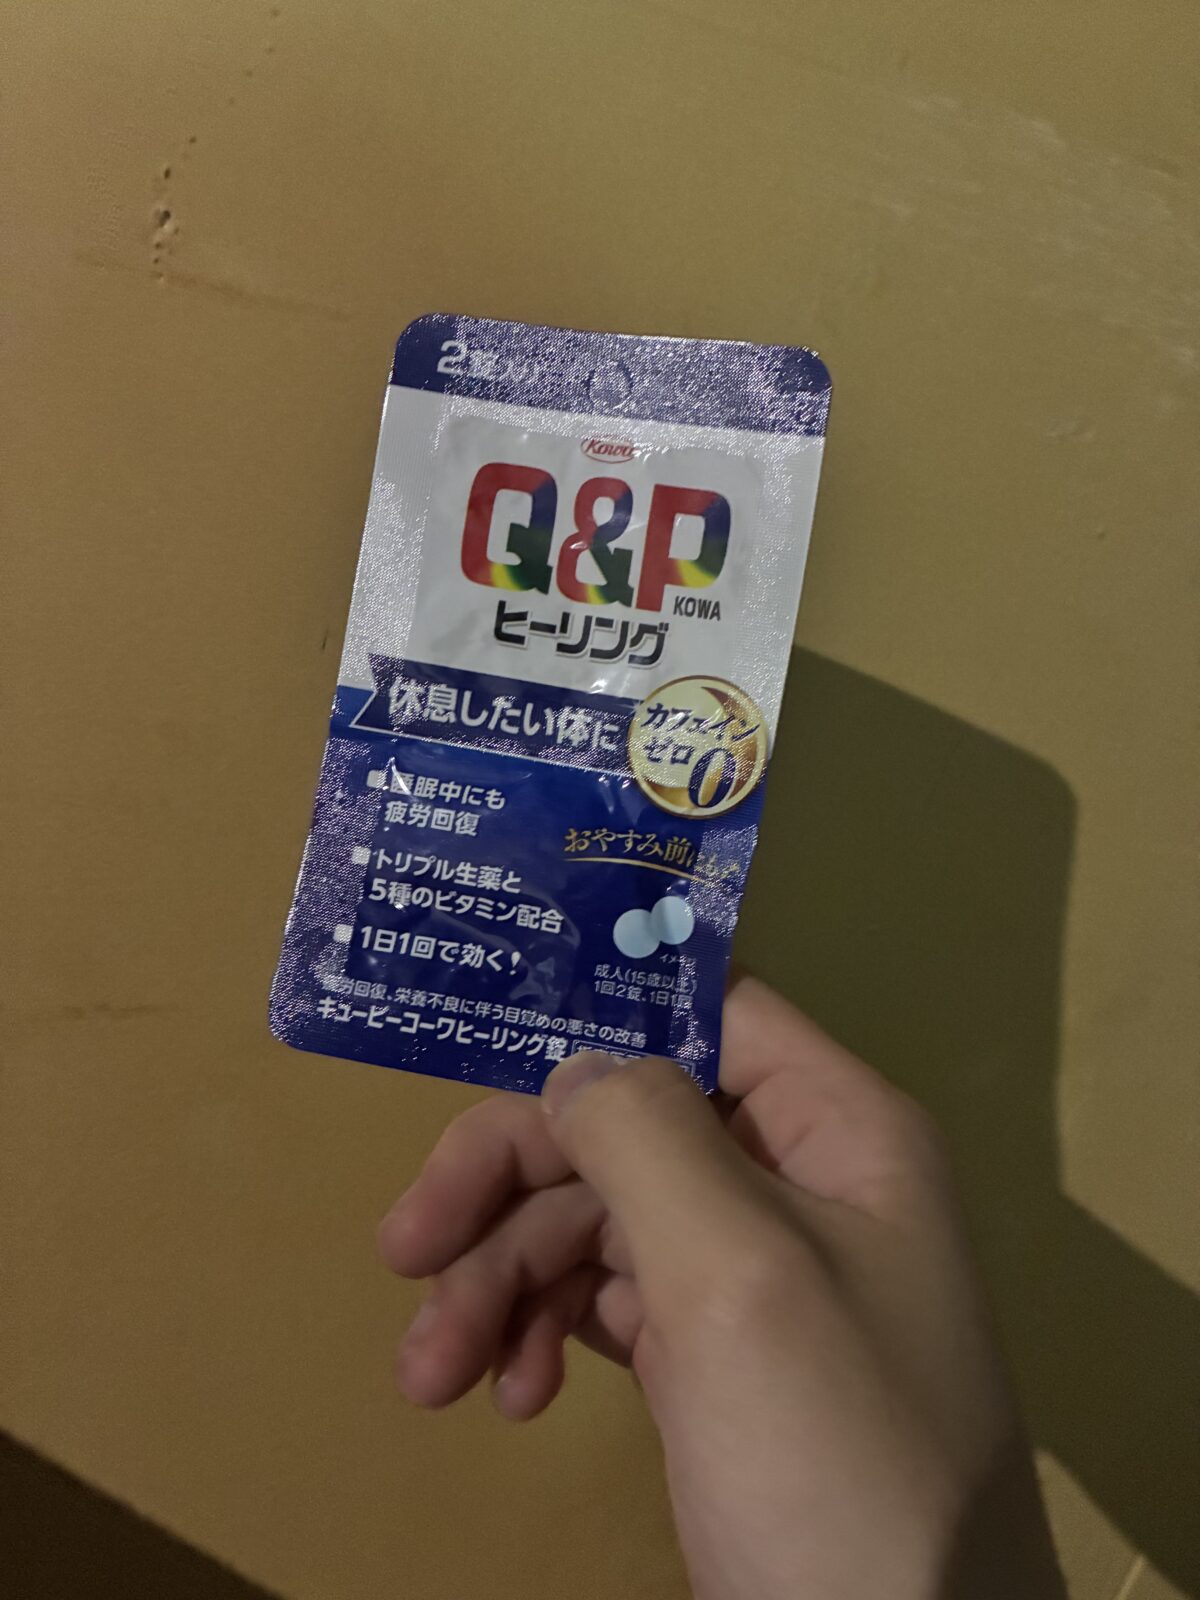 2錠入り
Kowa
Q&P
KOWA
ヒーリング
休息したい体に
カフェイン
ゼロ0
睡眠中にも
疲労回復
おやすみ前にも
トリプル生薬と
5種のビタミン配合
1日1回で効く!
イメージ
成人(15歳以上)
1回2錠、1日1回
疲労回復、栄養不良に伴う目覚めの悪さの改善
キューピーコーワヒーリング錠